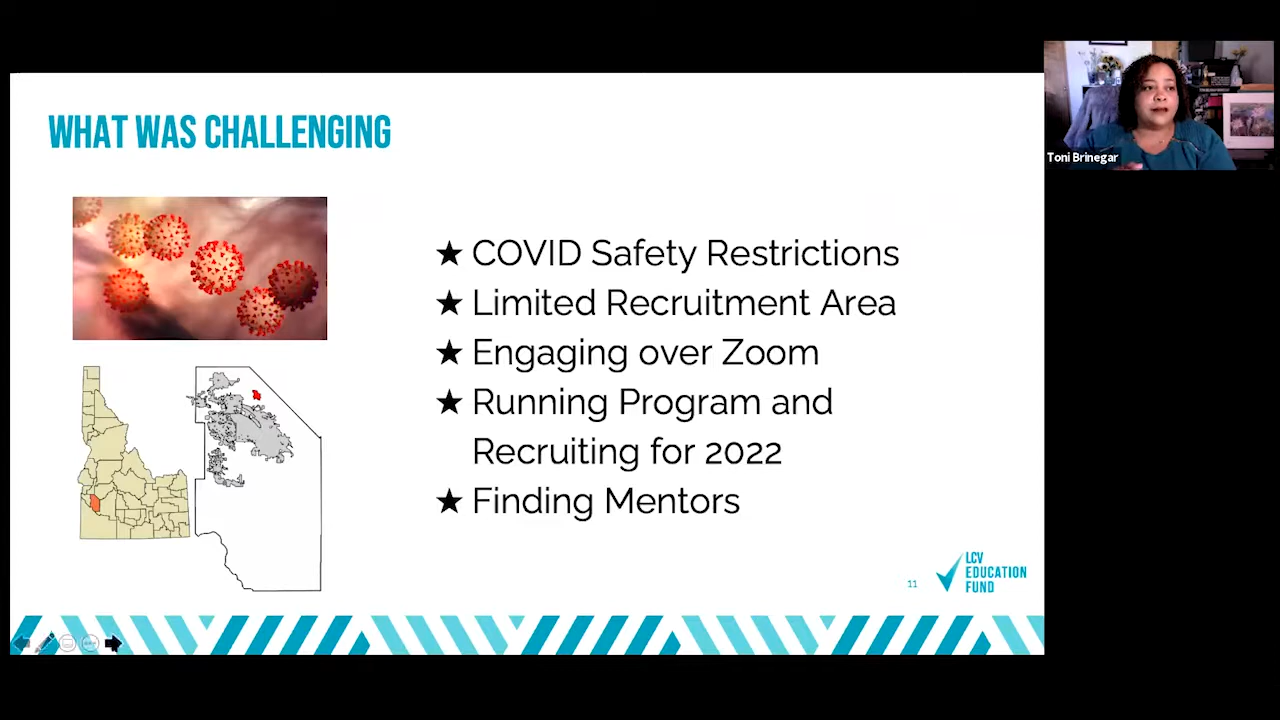 WHAT WAS CHALLENGING
★ COVID Safety Restrictions
★ Limited Recruitment Area
★ Engaging over Zoom
★ Running Program and
Recruiting for 2022
★ Finding Mentors
11
LCV
EDUCATION
FUND
Toni Brinegar